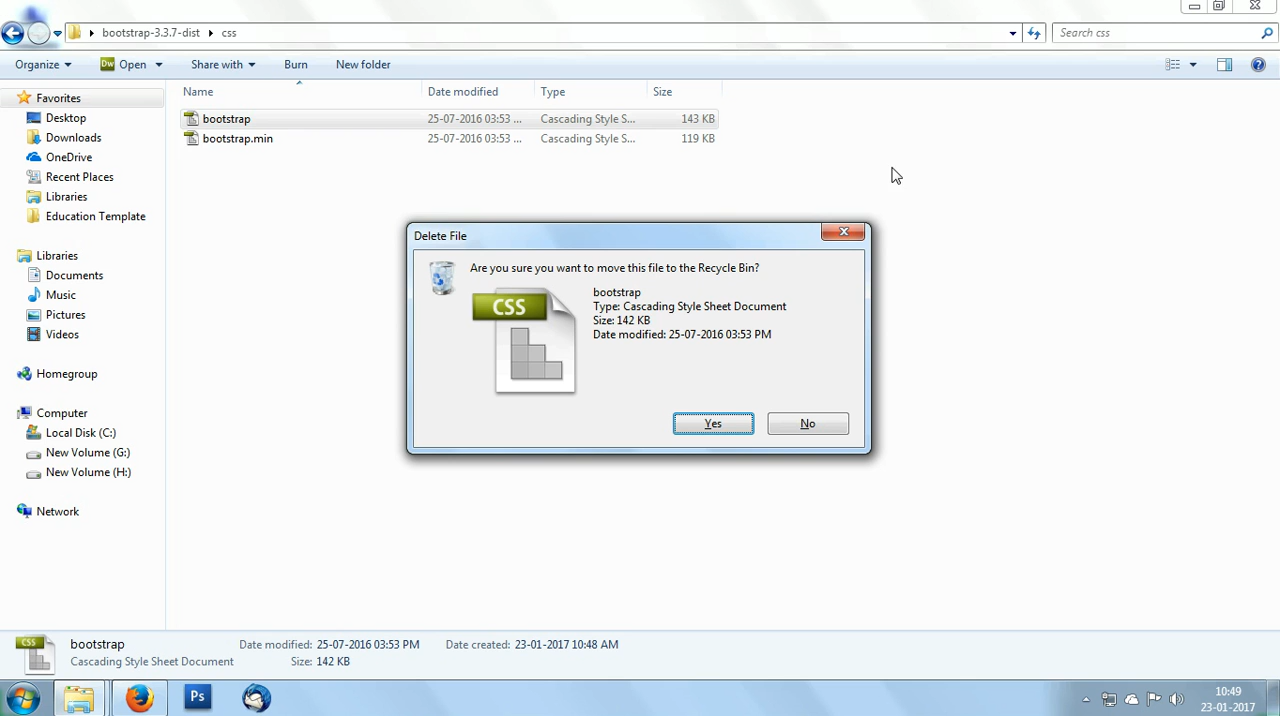 bootstrap-3.3.7-dist css
Search css
Organize Dw Open Share with Burn New folder
Name Date modified Type Size
Favorites
Desktop
Downloads
OneDrive
Recent Places
Libraries
Education Template
Libraries
Documents
Music
Pictures
Videos
Homegroup
Computer
Local Disk (C:)
New Volume (G:)
New Volume (H:)
Network
bootstrap 25-07-2016 03:53 ... Cascading Style S... 143 KB
bootstrap.min 25-07-2016 03:53 ... Cascading Style S... 119 KB
Delete File
Are you sure you want to move this file to the Recycle Bin?
CSS
bootstrap
Type: Cascading Style Sheet Document
Size: 142 KB
Date modified: 25-07-2016 03:53 PM
Yes No
CSS
bootstrap Date modified: 25-07-2016 03:53 PM Date created: 23-01-2017 10:48 AM
Cascading Style Sheet Document Size: 142 KB
Ps
10:49
23-01-2017